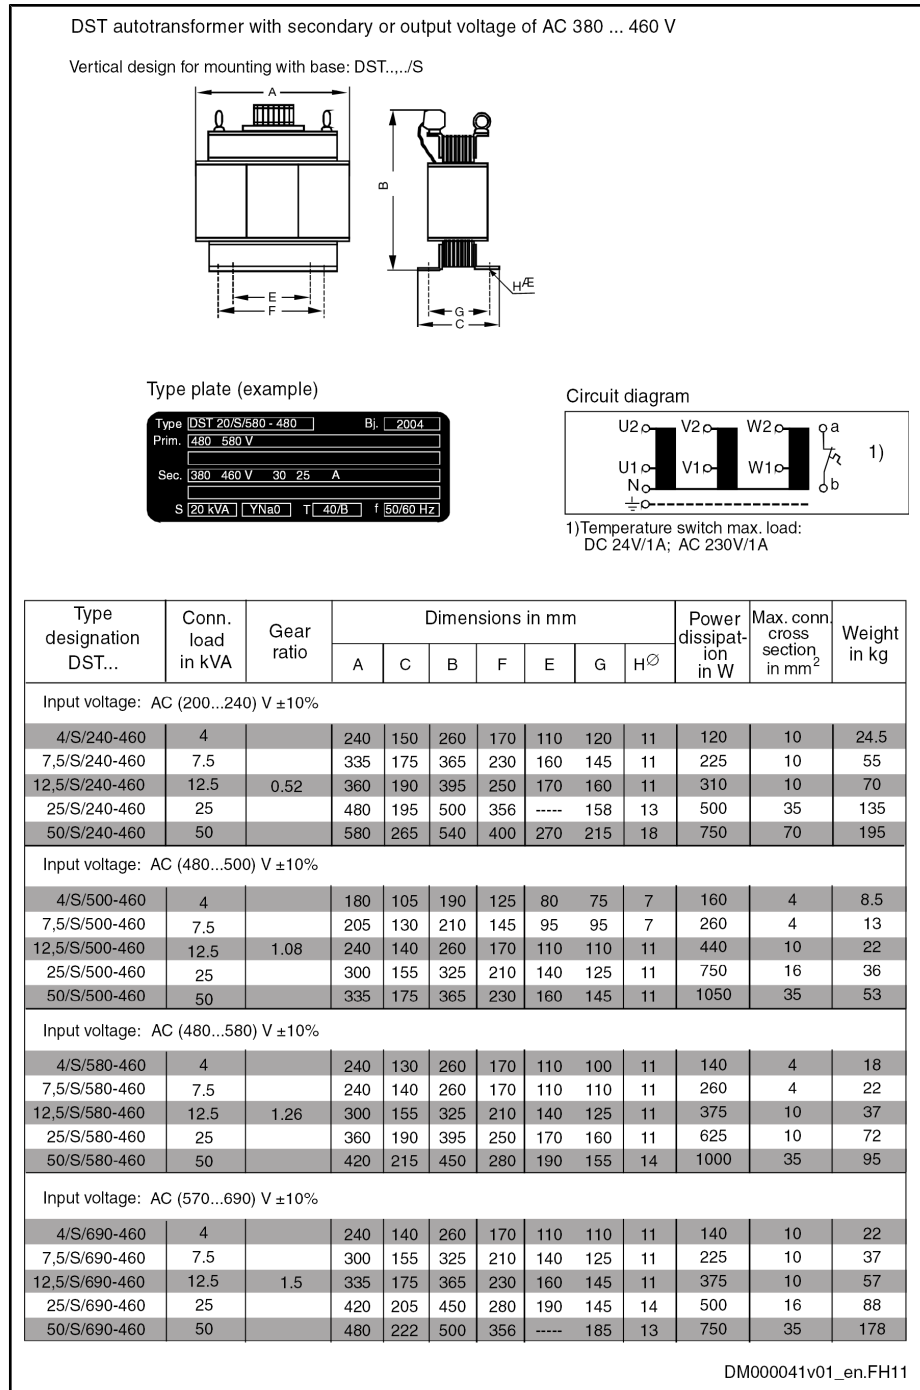 DST autotransformer with secondary or output voltage of AC 380 ... 460 V
Vertical design for mounting with base: DST..,../S
A
B
E
F
G
C
HÆ
Type plate (example)
Type DST 20/S/580 - 480 Bj. 2004
Prim. 480 580 V
Sec. 380 460 V 30 25 A
S 20 kVA YNa0 T 40/B f 50/60 Hz
Circuit diagram
U2 V2 W2 a
1)
U1 V1 W1
N b
1)Temperature switch max. load:
DC 24V/1A; AC 230V/1A
Type designation DST... Conn. load in kVA Gear ratio Dimensions in mm Power dissipat-ion in W Max. conn. cross section in mm² Weight in kg
A C B F E G H∅
Input voltage: AC (200...240) V ±10%
4/S/240-460 4 240 150 260 170 110 120 11 120 10 24.5
7,5/S/240-460 7.5 335 175 365 230 160 145 11 225 10 55
12,5/S/240-460 12.5 0.52 360 190 395 250 170 160 11 310 10 70
25/S/240-460 25 480 195 500 356 ----- 158 13 500 35 135
50/S/240-460 50 580 265 540 400 270 215 18 750 70 195
Input voltage: AC (480...500) V ±10%
4/S/500-460 4 180 105 190 125 80 75 7 160 4 8.5
7,5/S/500-460 7.5 205 130 210 145 95 95 7 260 4 13
12,5/S/500-460 12.5 1.08 240 140 260 170 110 110 11 440 10 22
25/S/500-460 25 300 155 325 210 140 125 11 750 16 36
50/S/500-460 50 335 175 365 230 160 145 11 1050 35 53
Input voltage: AC (480...580) V ±10%
4/S/580-460 4 240 130 260 170 110 100 11 140 4 18
7,5/S/580-460 7.5 240 140 260 170 110 110 11 260 4 22
12,5/S/580-460 12.5 1.26 300 155 325 210 140 125 11 375 10 37
25/S/580-460 25 360 190 395 250 170 160 11 625 10 72
50/S/580-460 50 420 215 450 280 190 155 14 1000 35 95
Input voltage: AC (570...690) V ±10%
4/S/690-460 4 240 140 260 170 110 110 11 140 10 22
7,5/S/690-460 7.5 300 155 325 210 140 125 11 225 10 37
12,5/S/690-460 12.5 1.5 335 175 365 230 160 145 11 375 10 57
25/S/690-460 25 420 205 450 280 190 145 14 500 16 88
50/S/690-460 50 480 222 500 356 ----- 185 13 750 35 178
DM000041v01_en.FH11